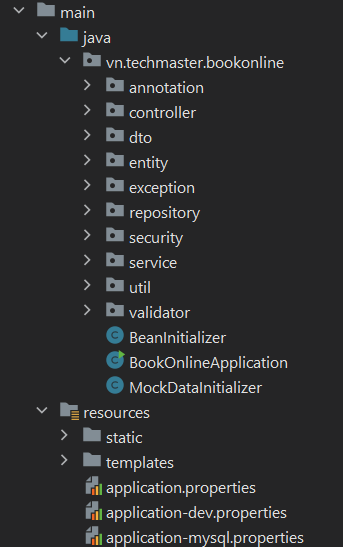 main
java
vn.techmaster.bookonline
annotation
controller
dto
entity
exception
repository
security
service
util
validator
BeanInitializer
BookOnlineApplication
MockDataInitializer
resources
static
templates
application.properties
application-dev.properties
application-mysql.properties